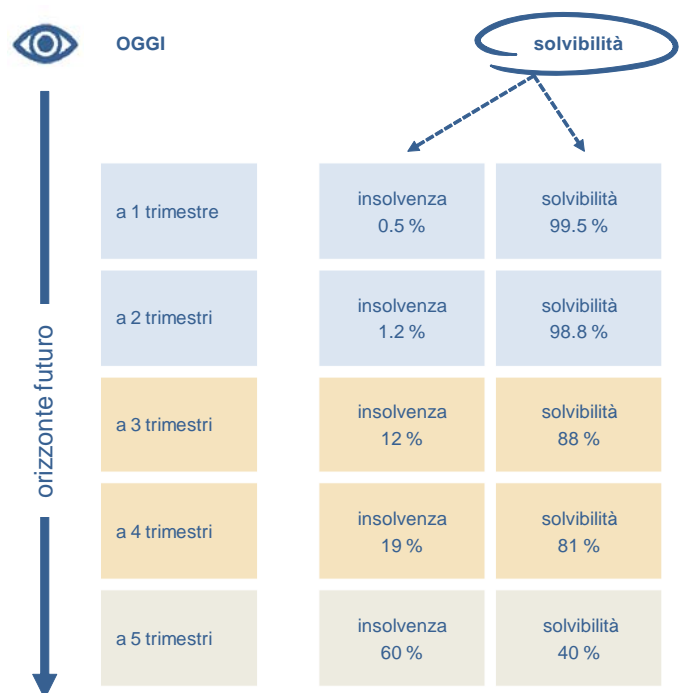 OGGI
solvibilità
orizzonte futuro
a 1 trimestre
insolvenza
0.5 %
solvibilità
99.5 %
a 2 trimestri
insolvenza
1.2 %
solvibilità
98.8 %
a 3 trimestri
insolvenza
12 %
solvibilità
88 %
a 4 trimestri
insolvenza
19 %
solvibilità
81 %
a 5 trimestri
insolvenza
60 %
solvibilità
40 %